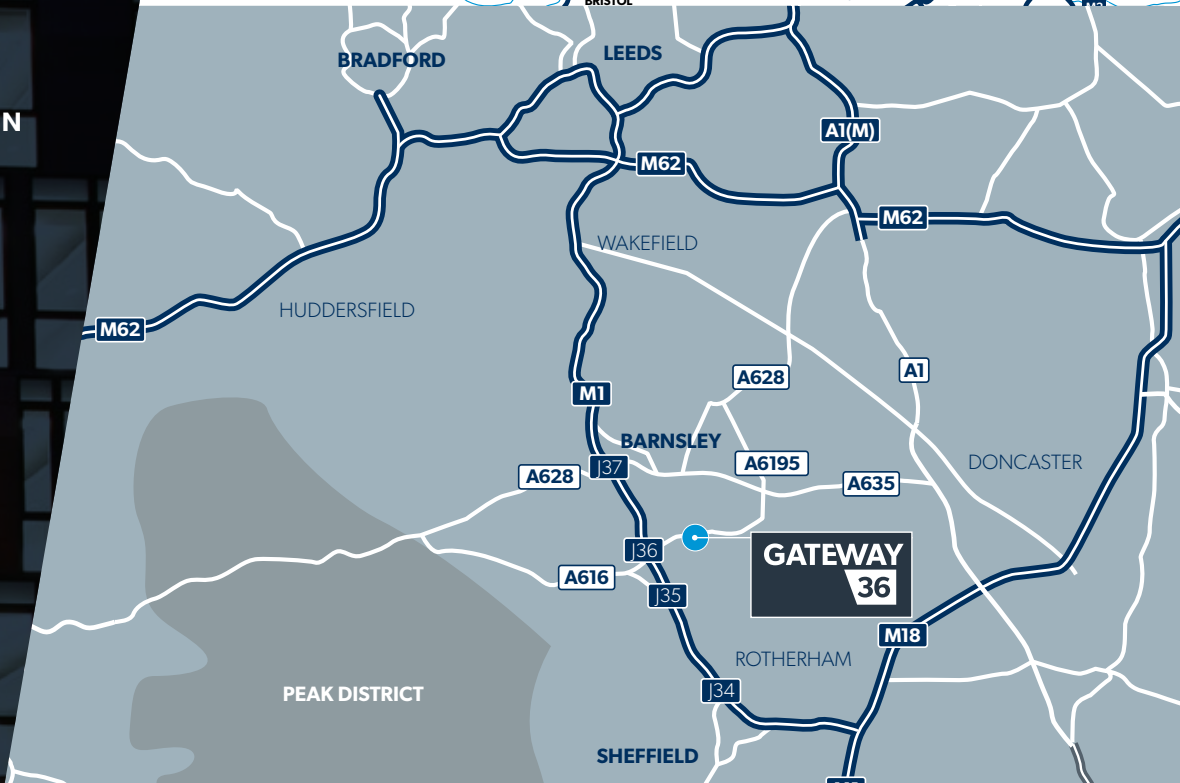 BRISTOL
N
BRADFORD
LEEDS
A1(M)
M62
M62
WAKEFIELD
HUDDERSFIELD
M62
A628
A1
M1
BARNSLEY
A6195
DONCASTER
J37
A628
A635
J36
GATEWAY
36
A616
J35
M18
ROTHERHAM
J34
PEAK DISTRICT
SHEFFIELD